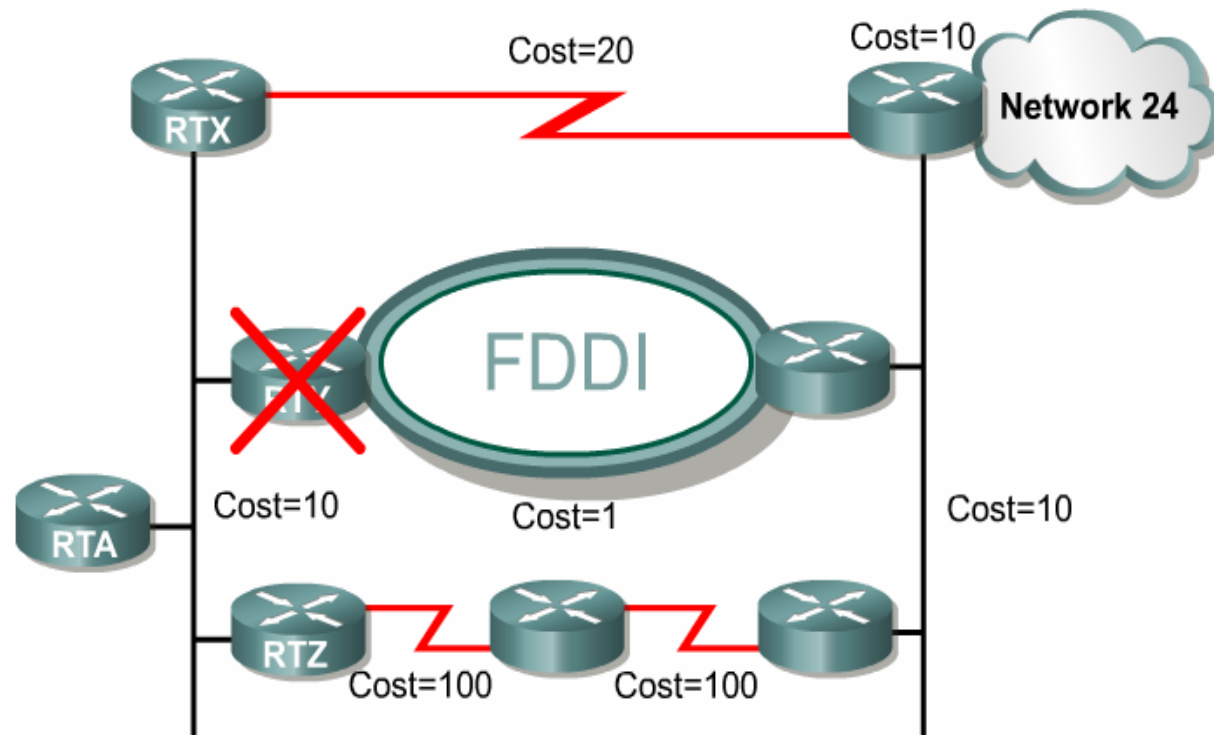 Cost=20
Cost=10
RTX
Network 24
RTY
FDDI
Cost=10
Cost=1
Cost=10
RTA
RTZ
Cost=100
Cost=100